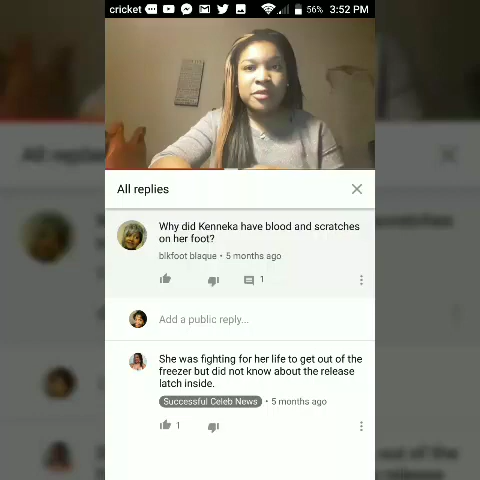 cricket 56% 3:52 PM
All replies
Why did Kenneka have blood and scratches
on her foot?
blkfoot blaque • 5 months ago
1
Add a public reply...
She was fighting for her life to get out of the
freezer but did not know about the release
latch inside.
Successful Celeb News • 5 months ago
1